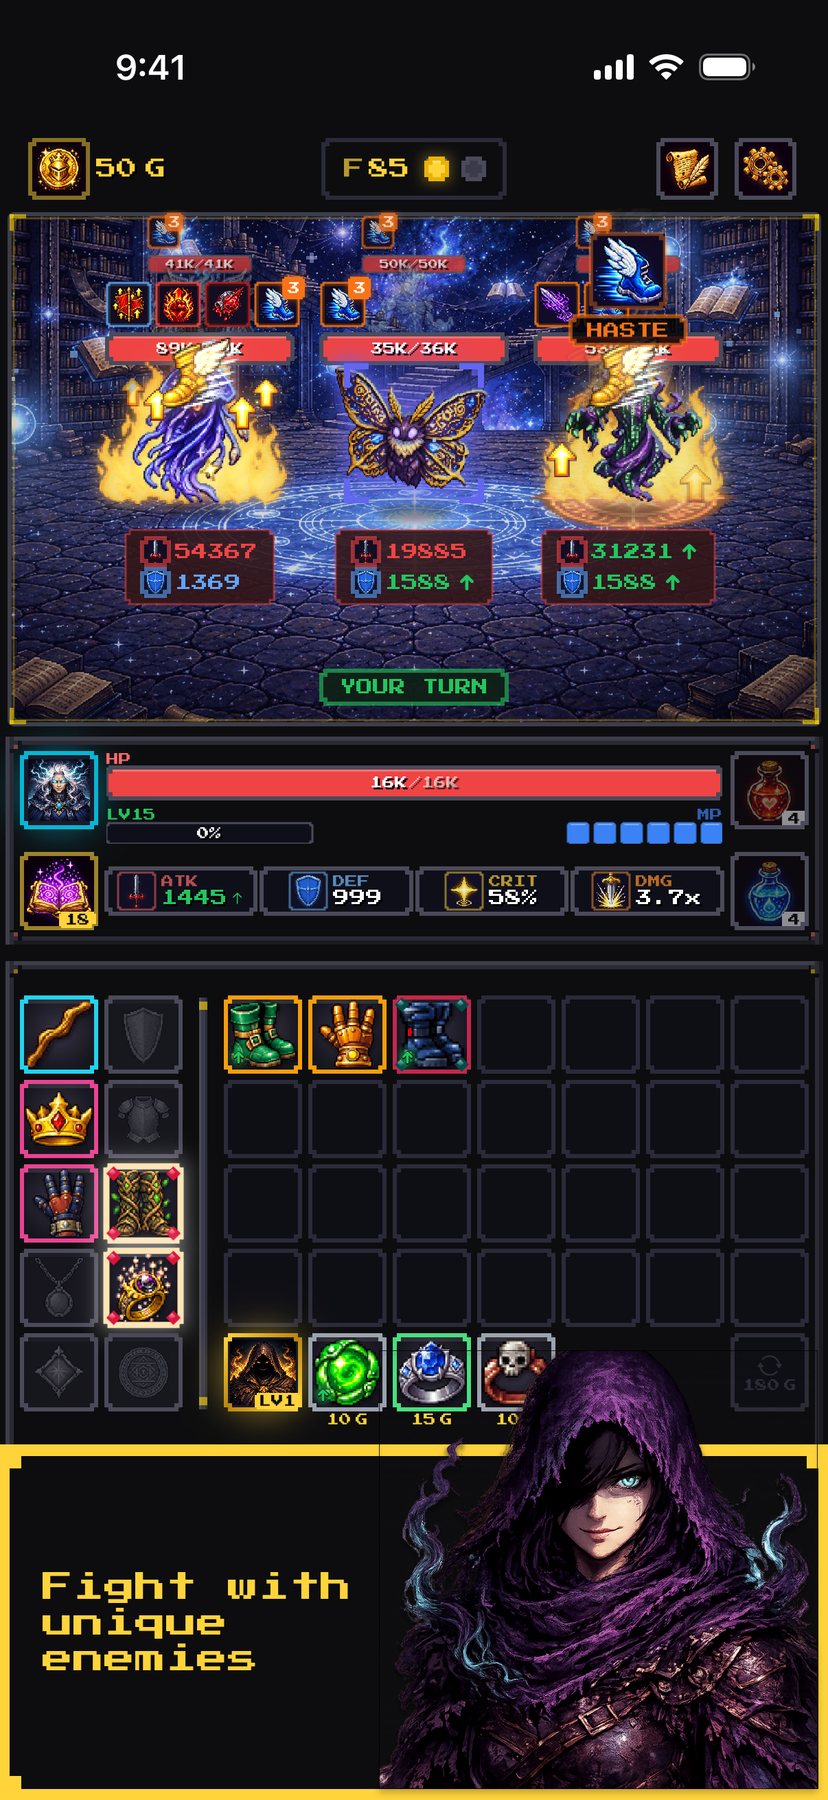 9:41
50 G
F85
3
3
3
41K/41K
50K/50K
3
3
HASTE
35K/36K
54367
1369
19885
1588 ↑
31231 ↑
1588 ↑
YOUR TURN
HP
16K/16K
LV15
MP
0%
4
ATK
1445↑
DEF
999
CRIT
58%
DMG
3.7x
18
4
LV1
180 G
10 G
15 G
10
Fight with
unique
enemies